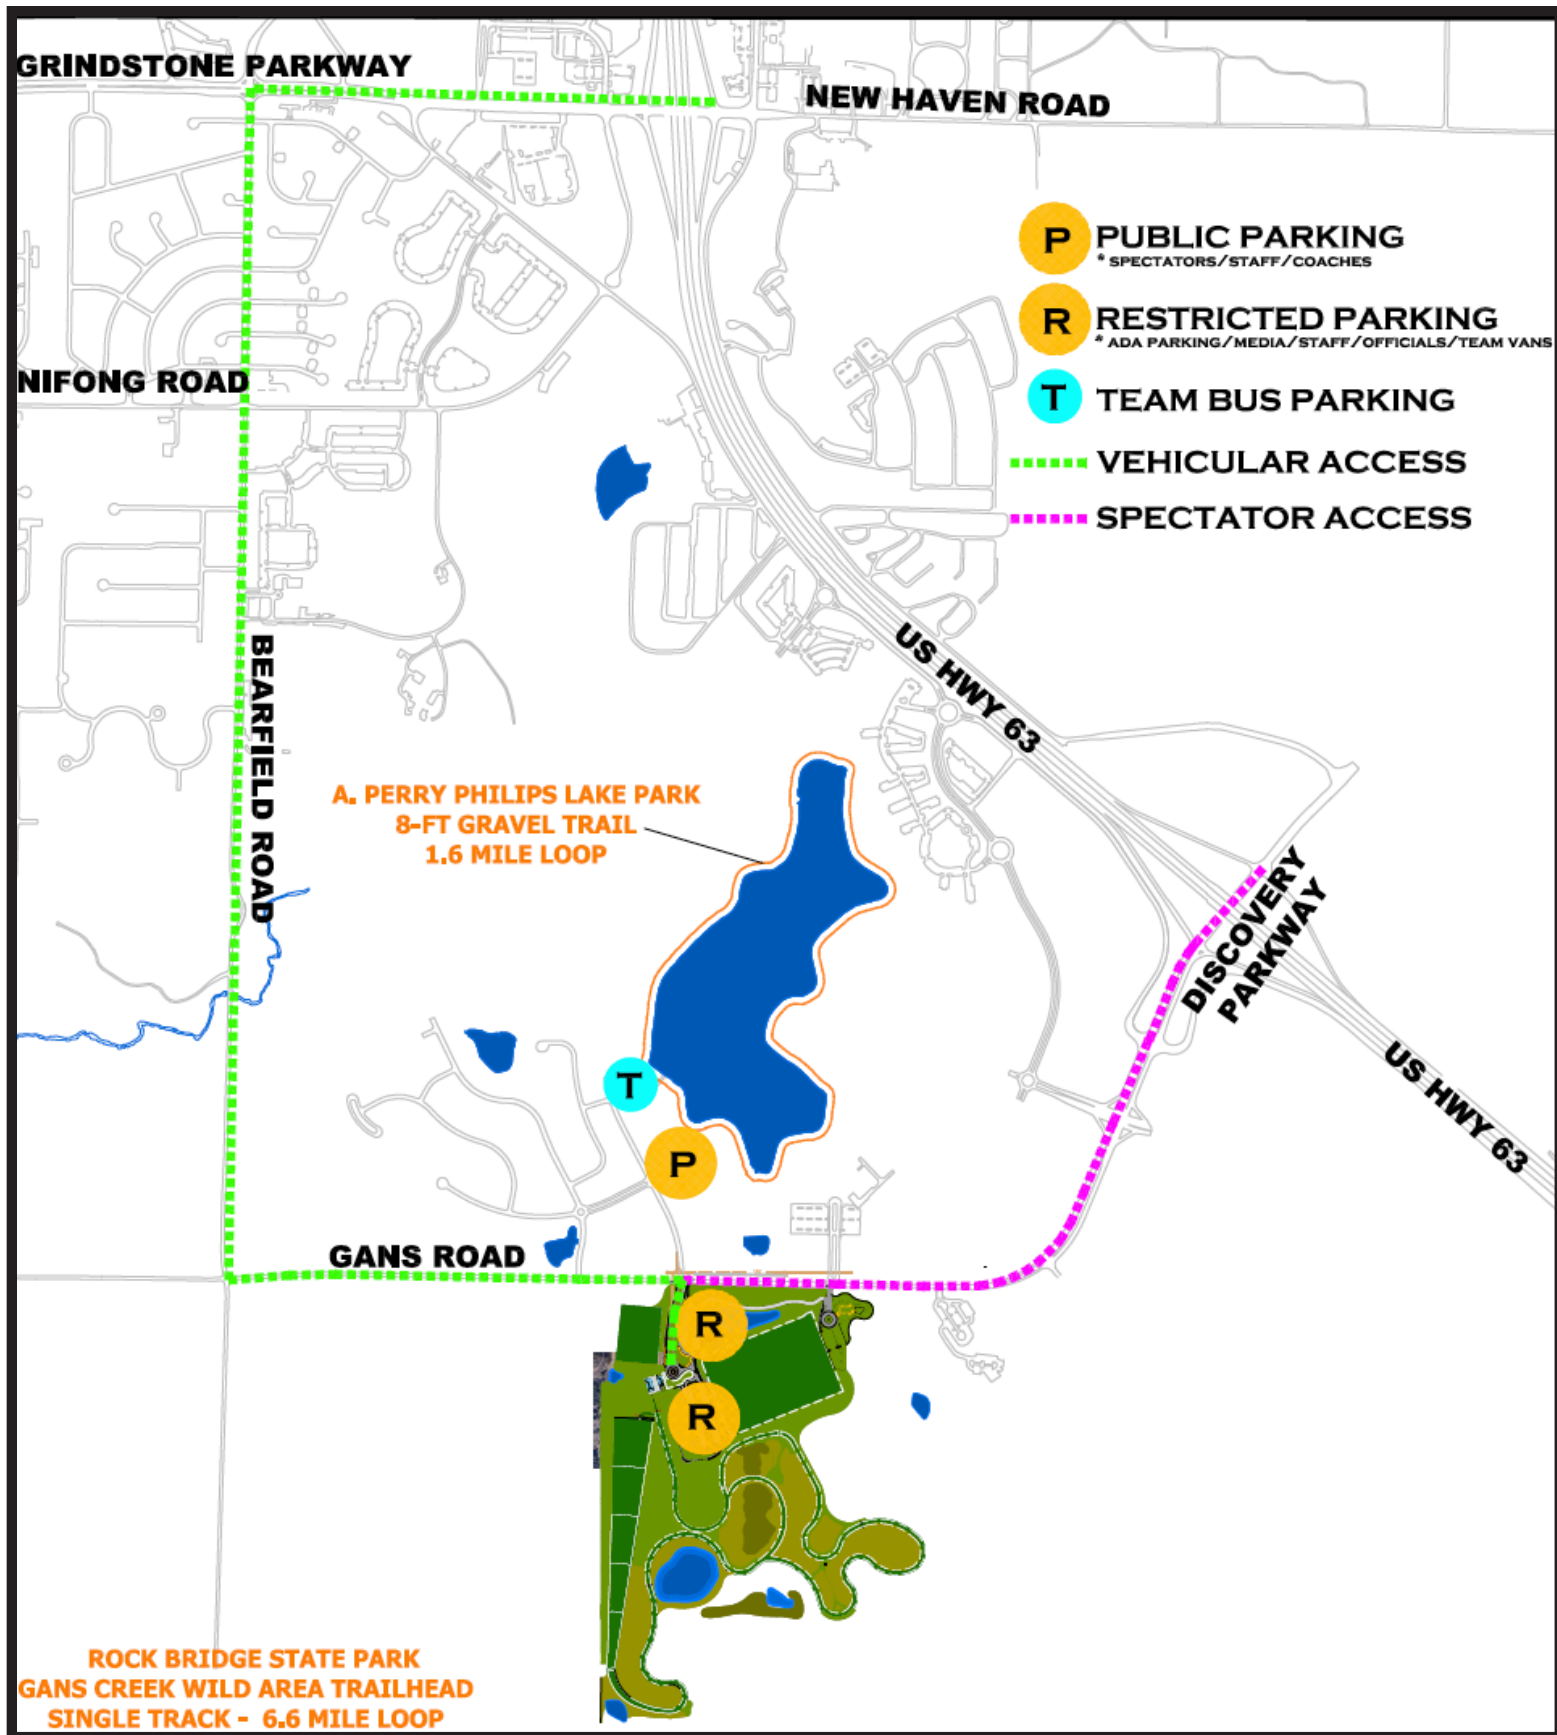 GRINDSTONE PARKWAY
NEW HAVEN ROAD
P PUBLIC PARKING
* SPECTATORS/STAFF/COACHES
R RESTRICTED PARKING
* ADA PARKING/MEDIA/STAFF/OFFICIALS/TEAM VANS
NIFONG ROAD
T TEAM BUS PARKING
VEHICULAR ACCESS
SPECTATOR ACCESS
US HWY 63
BEARFIELD ROAD
A. PERRY PHILIPS LAKE PARK
8-FT GRAVEL TRAIL
1.6 MILE LOOP
DISCOVERY
PARKWAY
US HWY 63
T
P
GANS ROAD
R
R
ROCK BRIDGE STATE PARK
GANS CREEK WILD AREA TRAILHEAD
SINGLE TRACK - 6.6 MILE LOOP